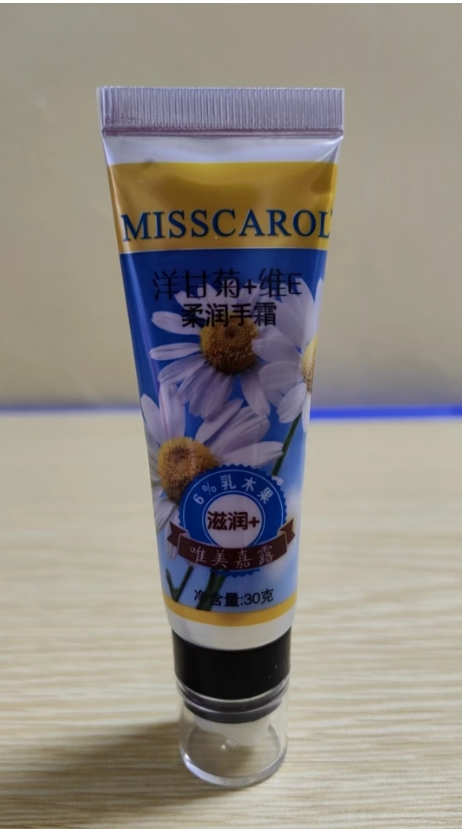 MISSCAROL
洋甘菊+维E
柔润手霜
6%乳木果
滋润+
唯美嘉露
净含量:30克